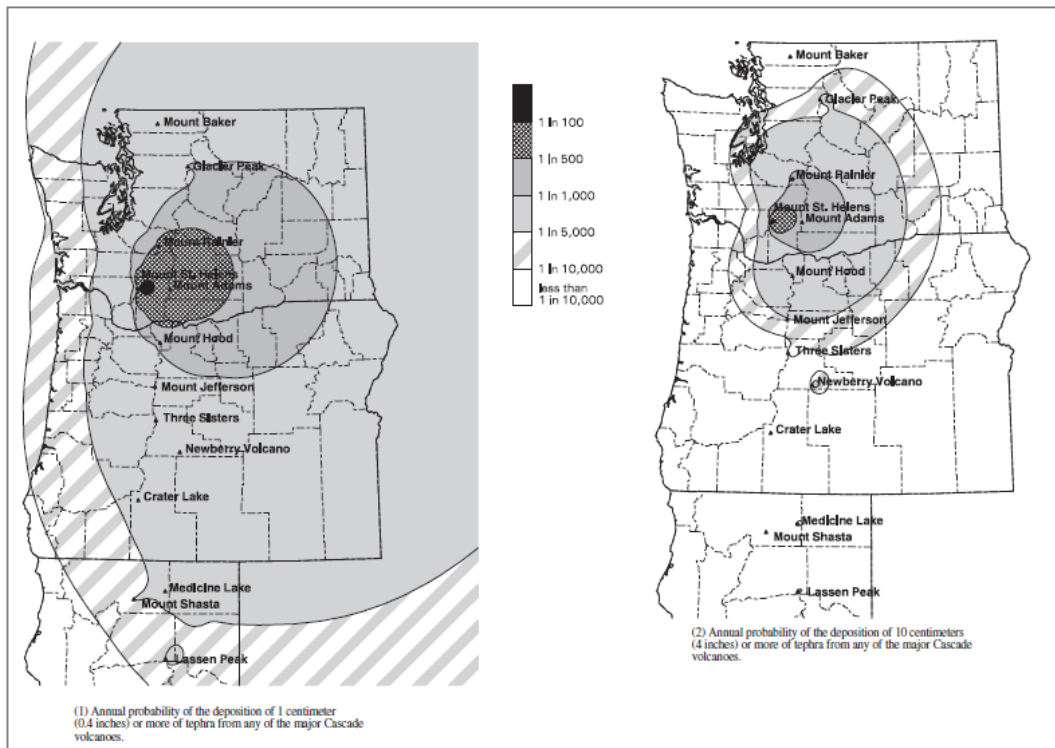 Mount Baker
Glacier Peak
Mount Rainier
Mount St. Helens
Mount Adams
Mount Hood
Mount Jefferson
Three Sisters
Newberry Volcano
Crater Lake
Medicine Lake
Mount Shasta
Lassen Peak
(1) Annual probability of the deposition of 1 centimeter
(0.4 inches) or more of tephra from any of the major Cascade
volcanoes.
1 In 100
1 In 500
1 In 1,000
1 In 5,000
1 In 10,000
less than
1 in 10,000
Mount Baker
Glacier Peak
Mount Rainier
Mount St. Helens
Mount Adams
Mount Hood
Mount Jefferson
Three Sisters
Newberry Volcano
Crater Lake
Medicine Lake
Mount Shasta
Lassen Peak
(2) Annual probability of the deposition of 10 centimeters
(4 inches) or more of tephra from any of the major Cascade
volcanoes.